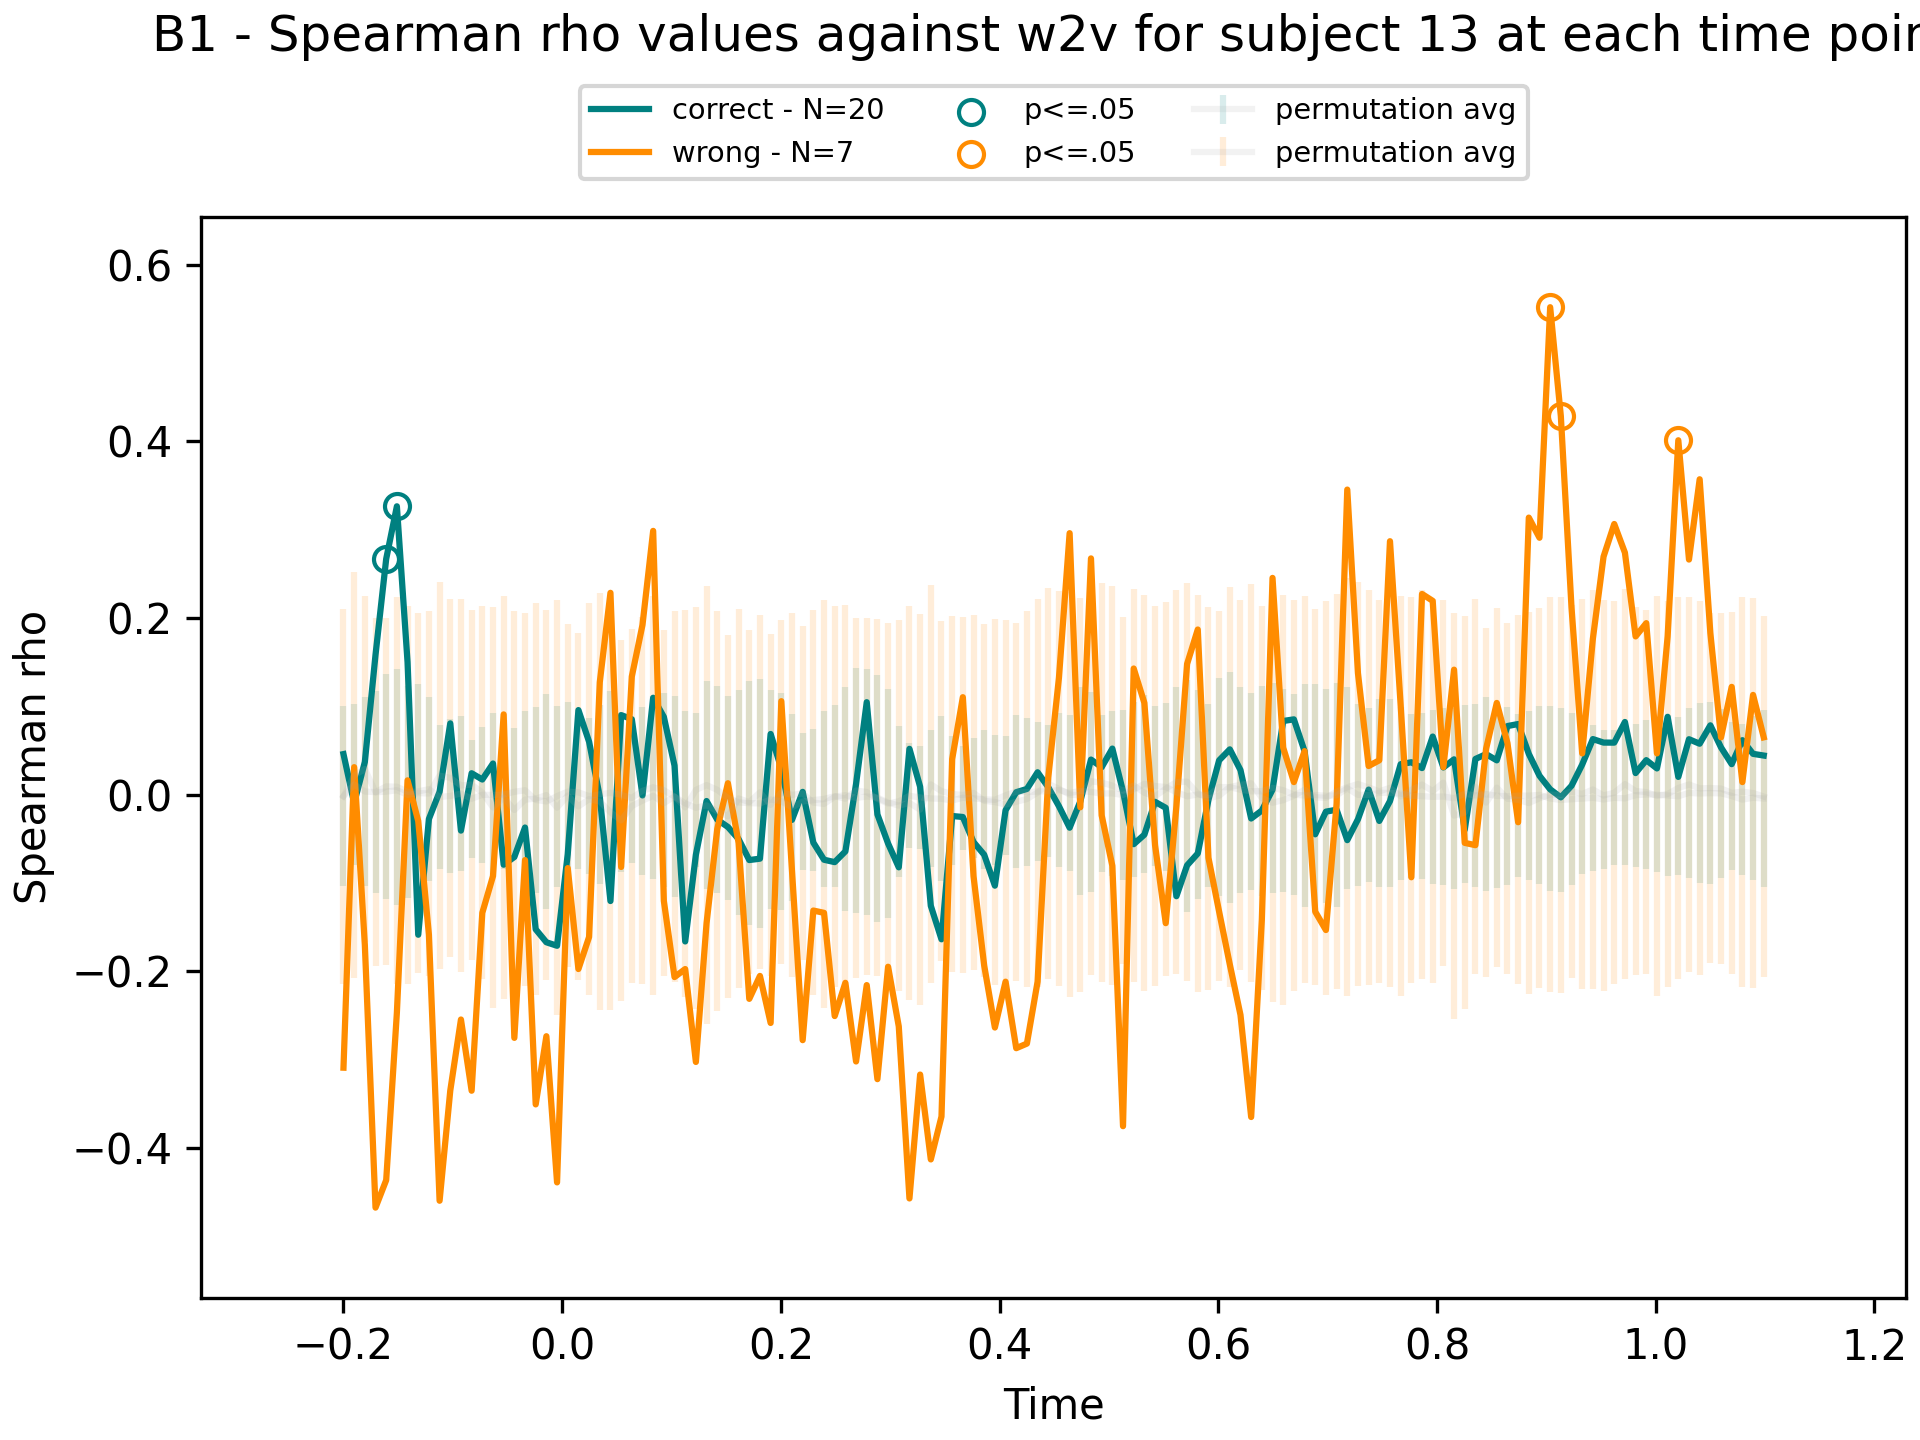 B1 - Spearman rho values against w2v for subject 13 at each time
correct - N=20 p<=.05 permutation avg
wrong - N=7 p<=.05 permutation avg
0.6
0.4
0.2
0.0
−0.2
−0.4
Spearman rho
−0.2 0.0 0.2 0.4 0.6 0.8 1.0 1.2
Time